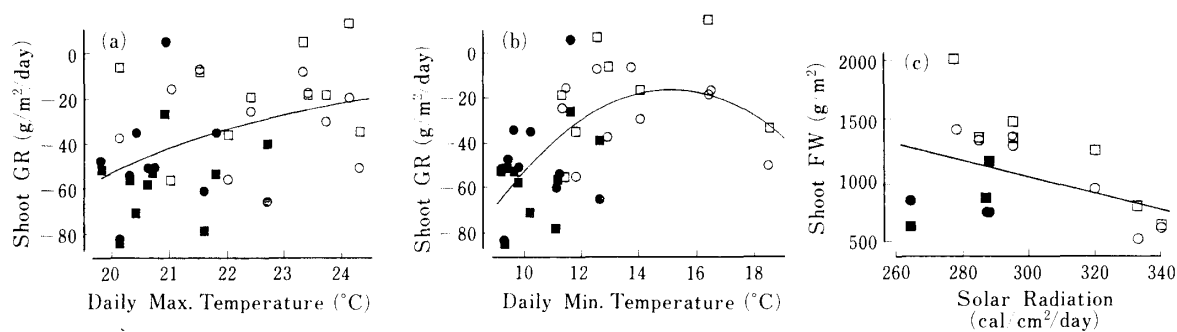 (a)
Shoot GR (g/m²/day)
0
−20
−40
−60
−80
20 21 22 23 24
Daily Max. Temperature (°C)
(b)
Shoot GR (g/m²/day)
0
−20
−40
−60
−80
10 12 14 16 18
Daily Min. Temperature (°C)
(c)
Shoot FW (g/m²)
2000
1500
1000
500
260 280 300 320 340
Solar Radiation
(cal/cm²/day)